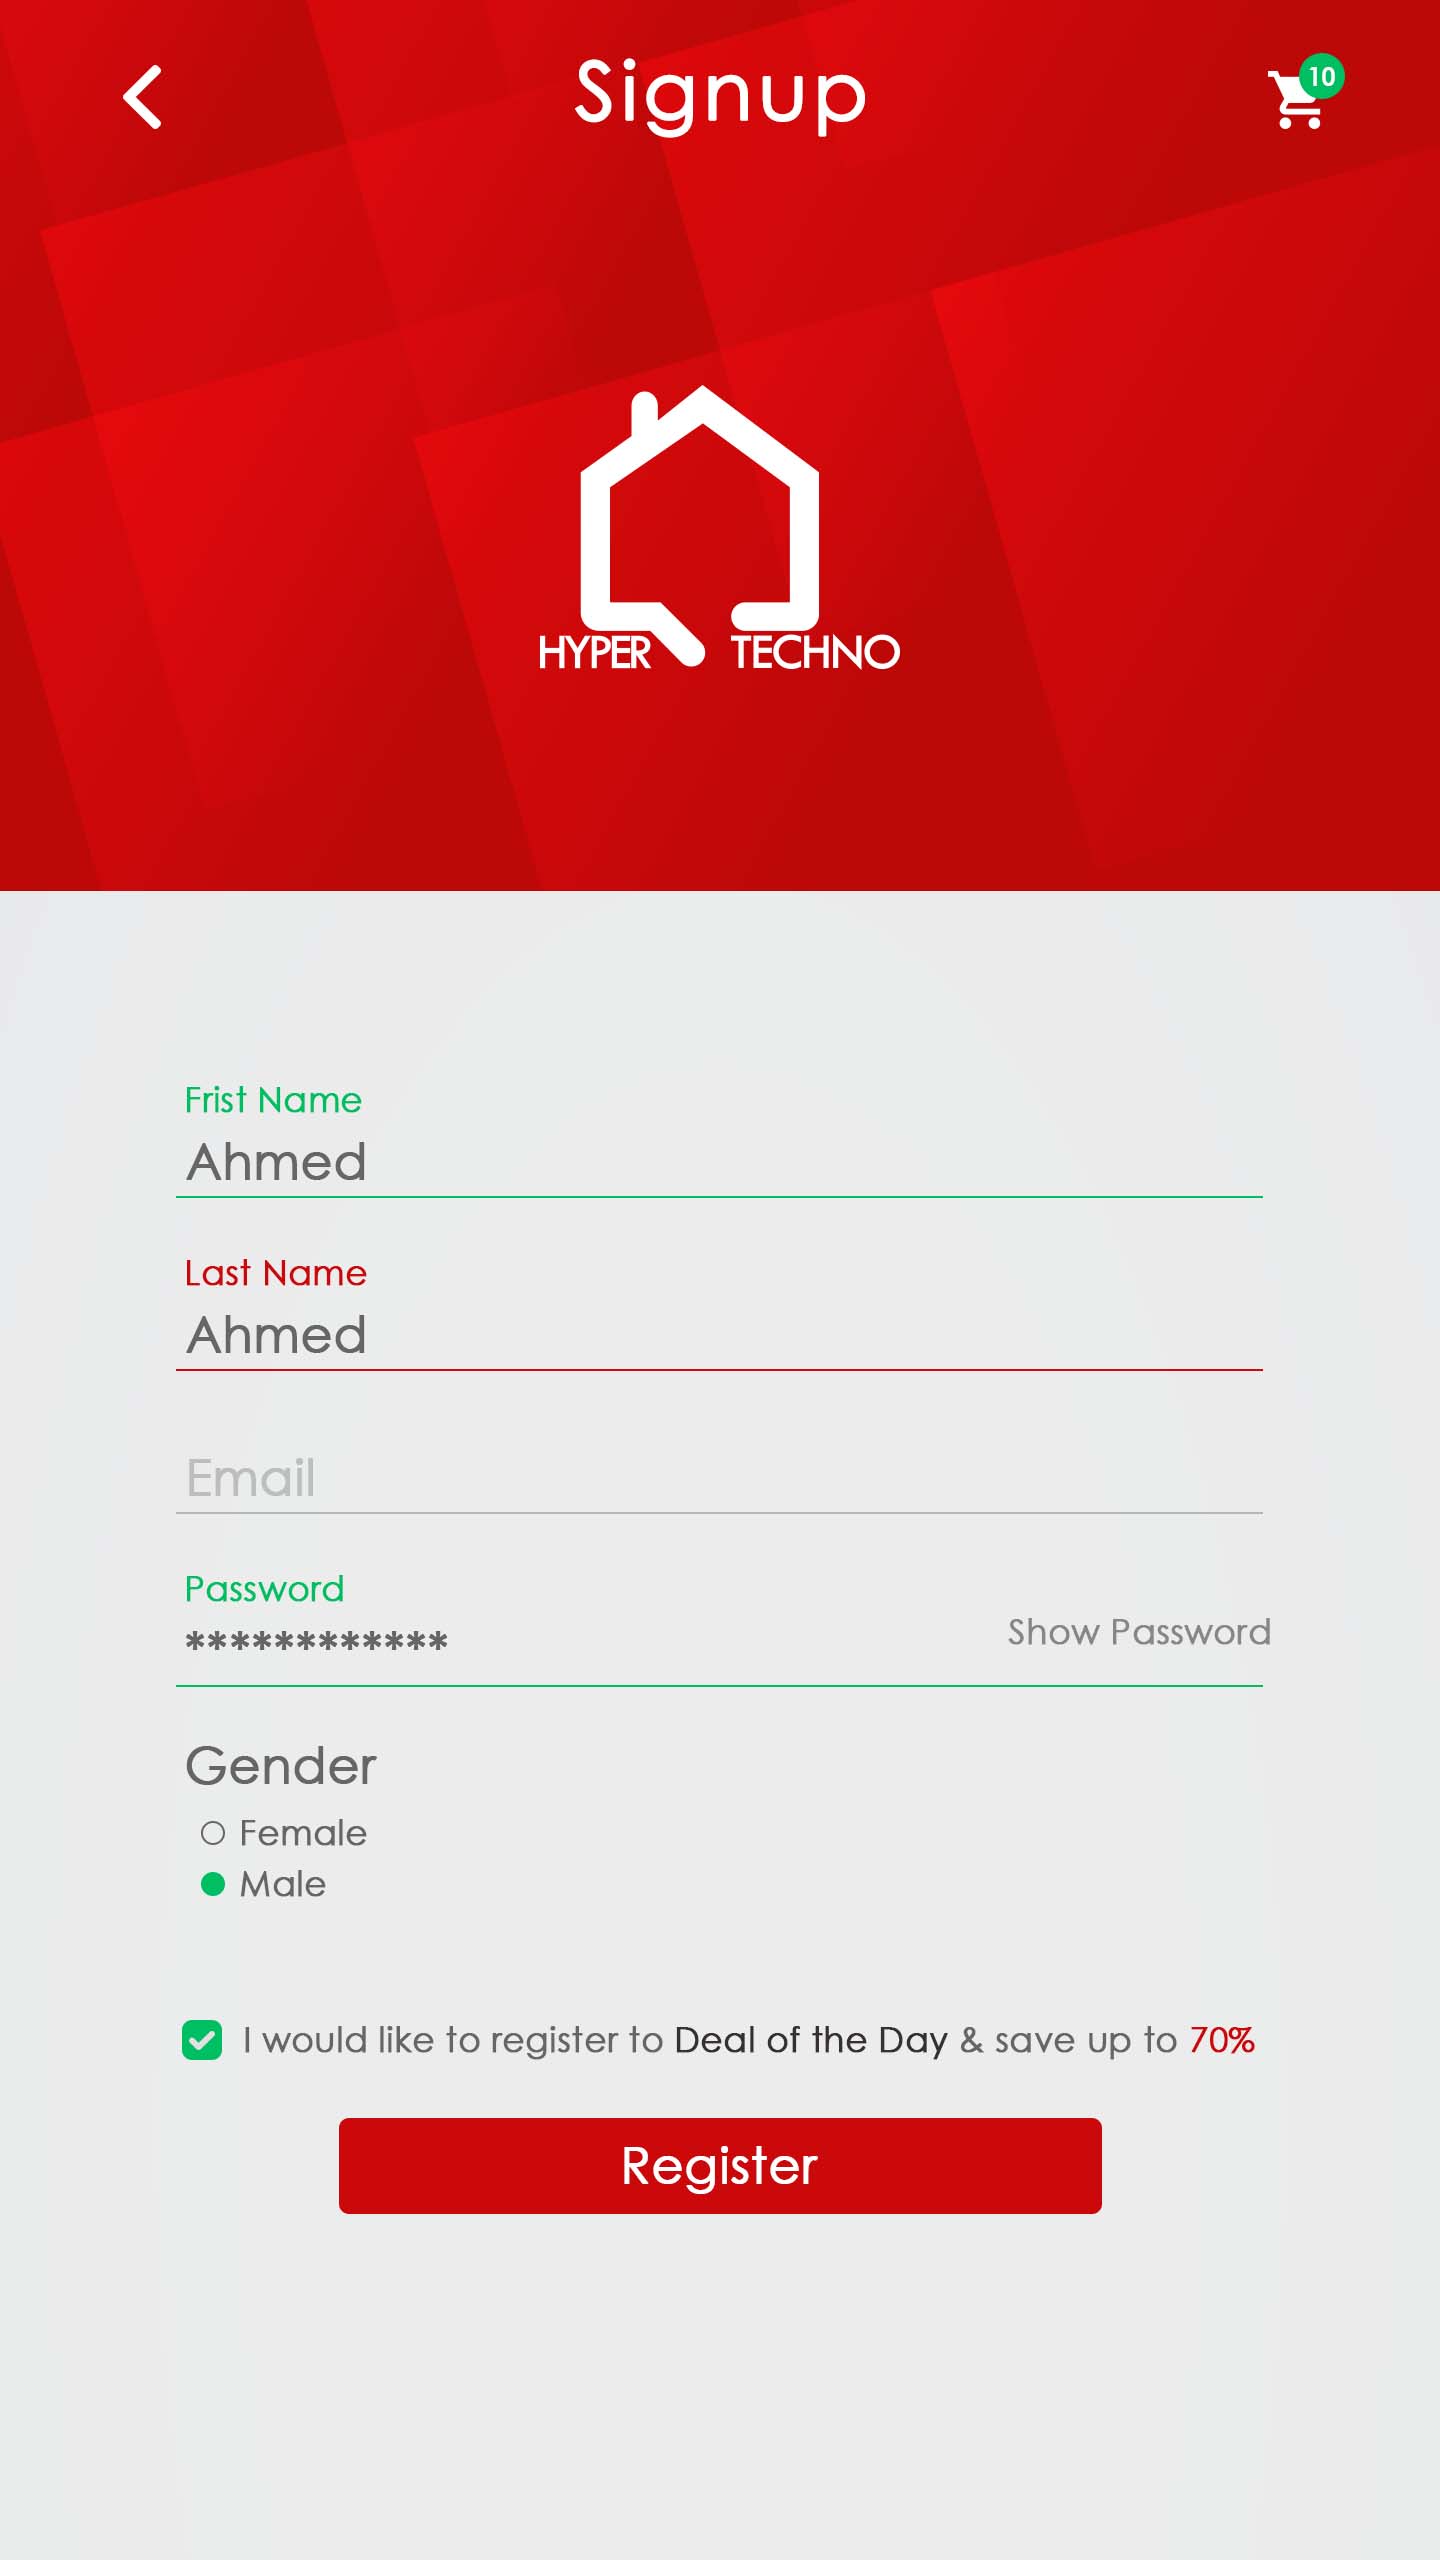 Signup
10
HYPER TECHNO
Frist Name
Ahmed
Last Name
Ahmed
Email
Password
************
Show Password
Gender
Female
Male
I would like to register to Deal of the Day & save up to 70%
Register